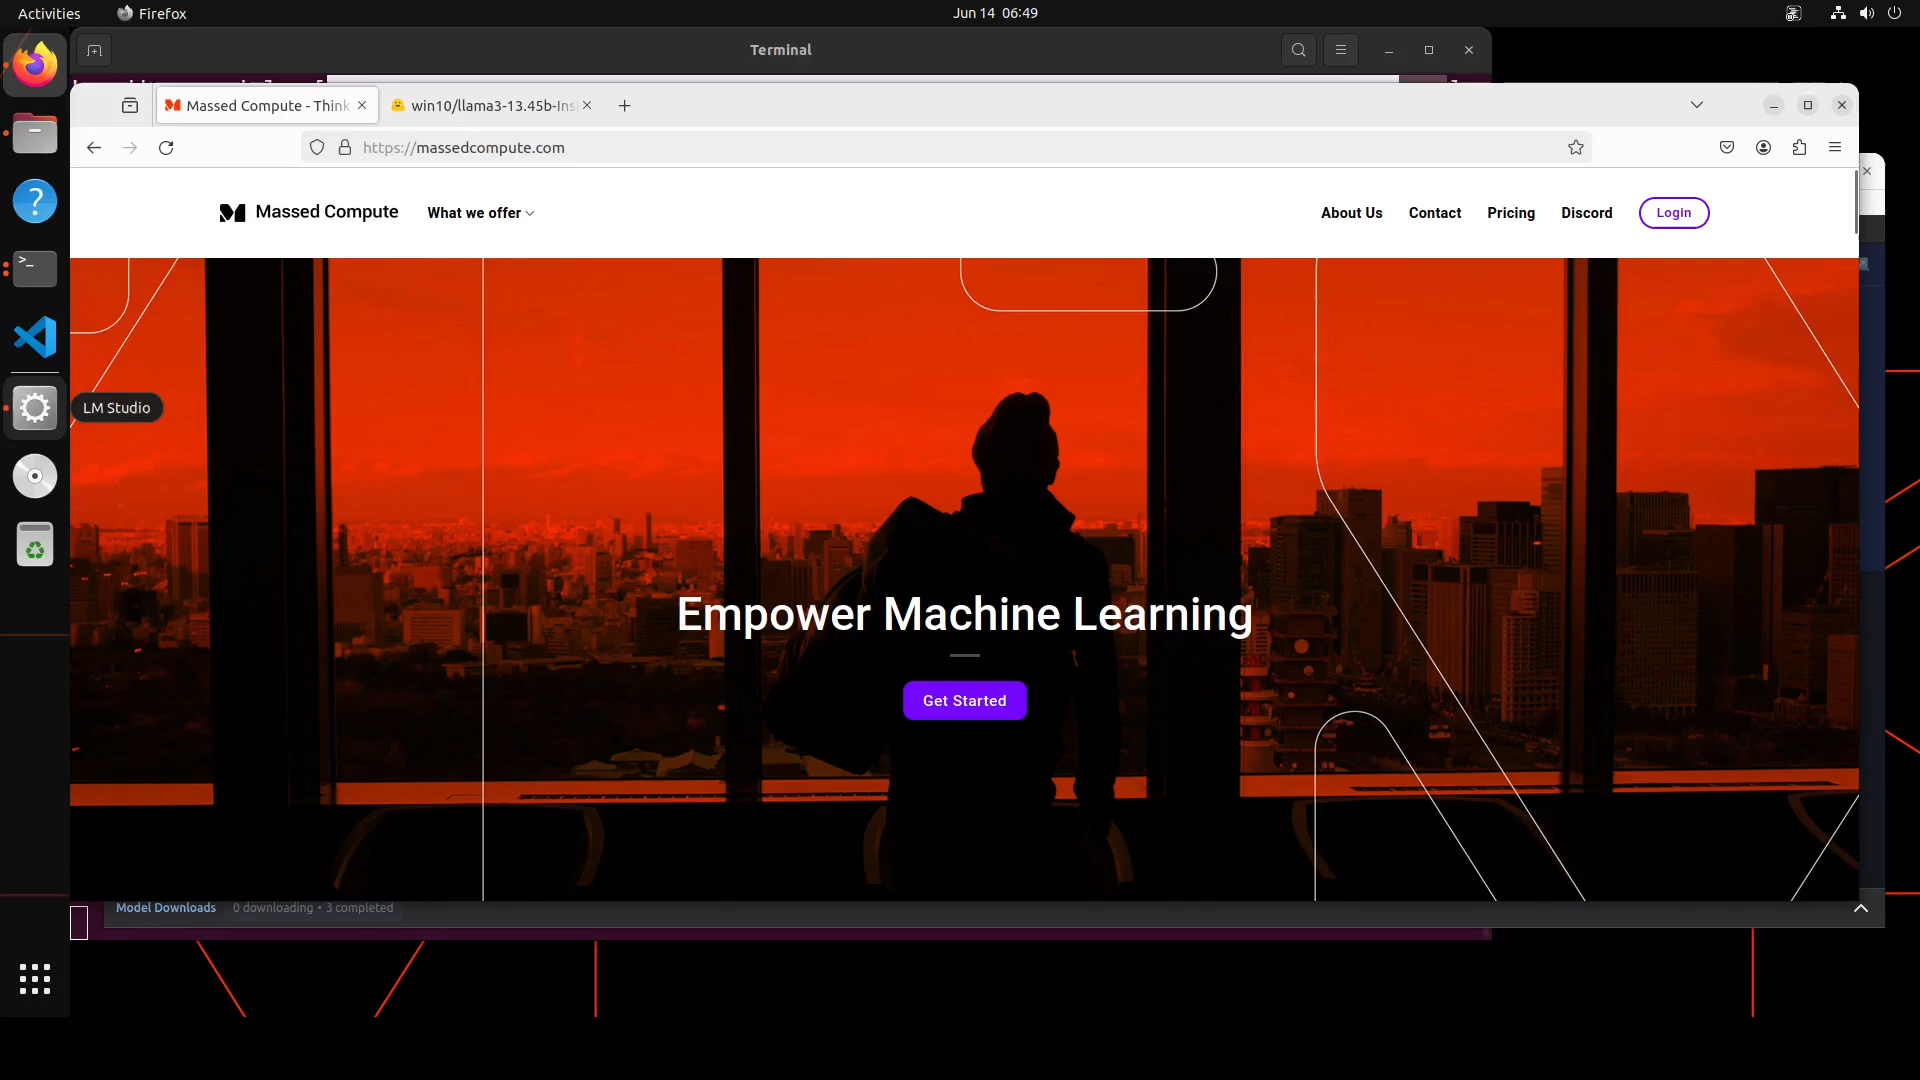 Activities
Firefox
Jun 14 06:49
Terminal
Massed Compute - Think
win10/llama3-13.45b-Ins
https://massedcompute.com
Massed Compute
What we offer
About Us
Contact
Pricing
Discord
Login
LM Studio
Empower Machine Learning
Get Started
Model Downloads
0 downloading • 3 completed